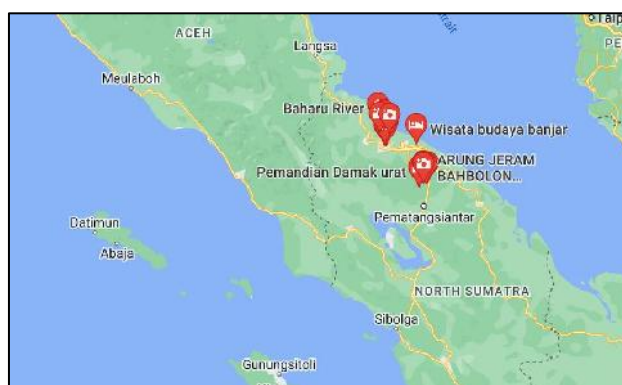 ACEH
Langsa
Meulaboh
Baharu River
Wisata budaya banjar
Pemandian Damak urat
ARUNG JERAM
BAHBOLON...
Pematangsiantar
Datimun
Abaja
NORTH SUMATRA
Sibolga
Gunungsitoli